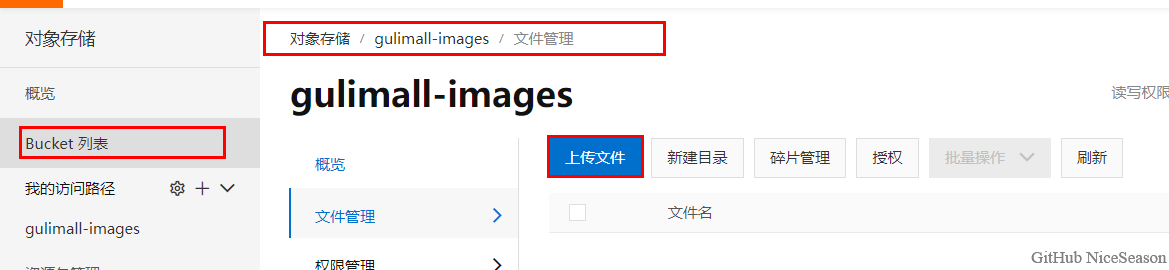 对象存储
概览
Bucket 列表
我的访问路径
gulimall-images
对象存储 / gulimall-images / 文件管理
gulimall-images
读写权限
概览
文件管理
权限管理
上传文件 新建目录 碎片管理 授权 批量操作 刷新
文件名
GitHub NiceSeason